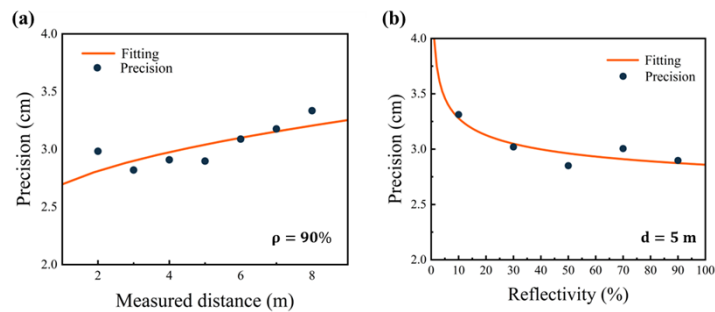 (a)
4.0
3.5
3.0
2.5
2.0
Precision (cm)
Fitting
Precision
ρ = 90%
2
4
6
8
Measured distance (m)
(b)
4.0
3.5
3.0
2.5
2.0
Precision (cm)
Fitting
Precision
d = 5 m
0
10
20
30
40
50
60
70
80
90
100
Reflectivity (%)